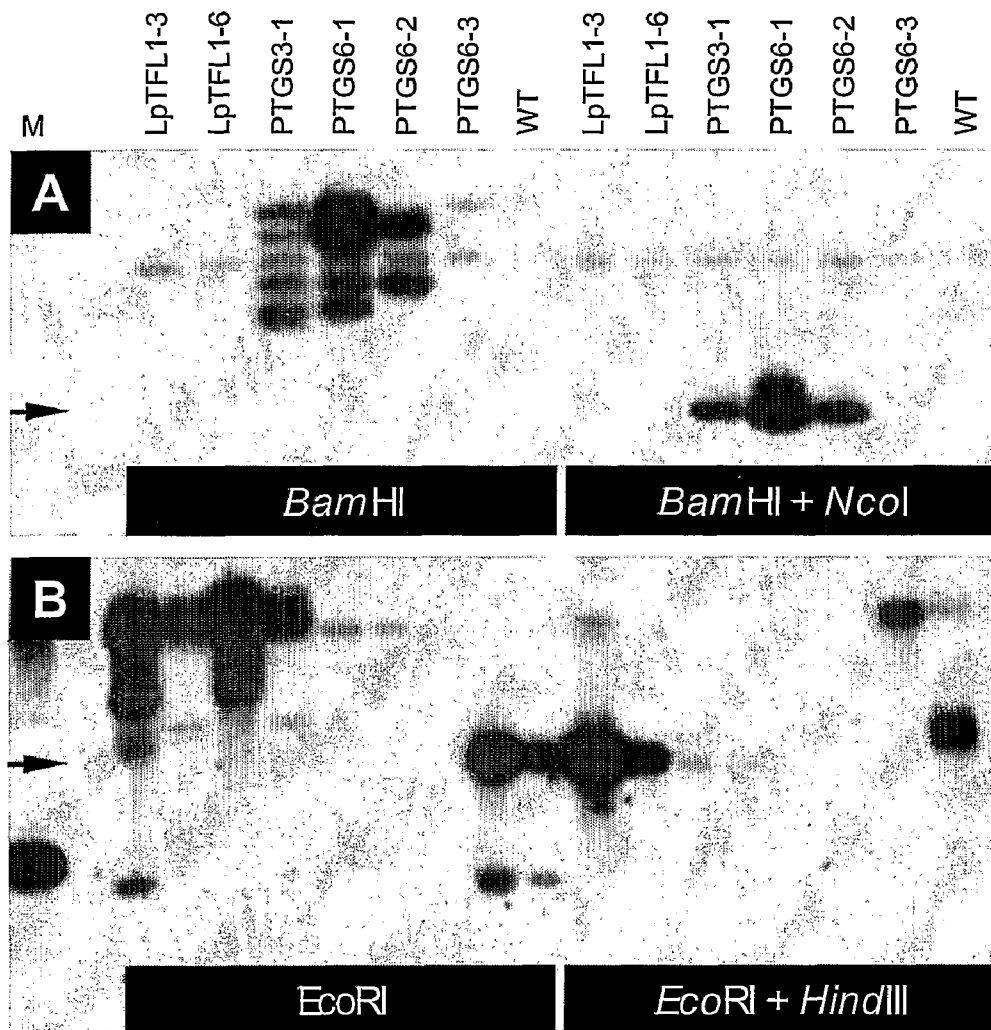 M LpTFL1-3 LpTFL1-6 PTGS3-1 PTGS6-1 PTGS6-2 PTGS6-3 WT LpTFL1-3 LpTFL1-6 PTGS3-1 PTGS6-1 PTGS6-2 PTGS6-3 WT
A
BamHI BamHI + NcoI
B
EcoRI EcoRI + HindIII